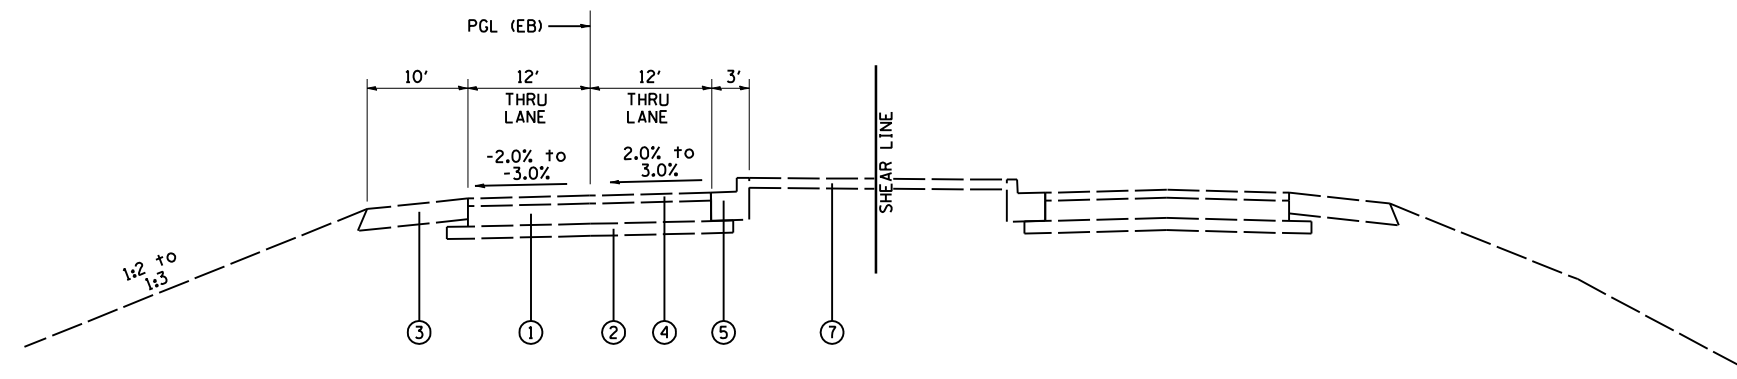 PGL (EB)
10' 12' 12' 3'
THRU LANE THRU LANE
-2.0% to -3.0%
2.0% to 3.0%
SHEAR LINE
1:2 to 1:3
3 1 2 4 5 7